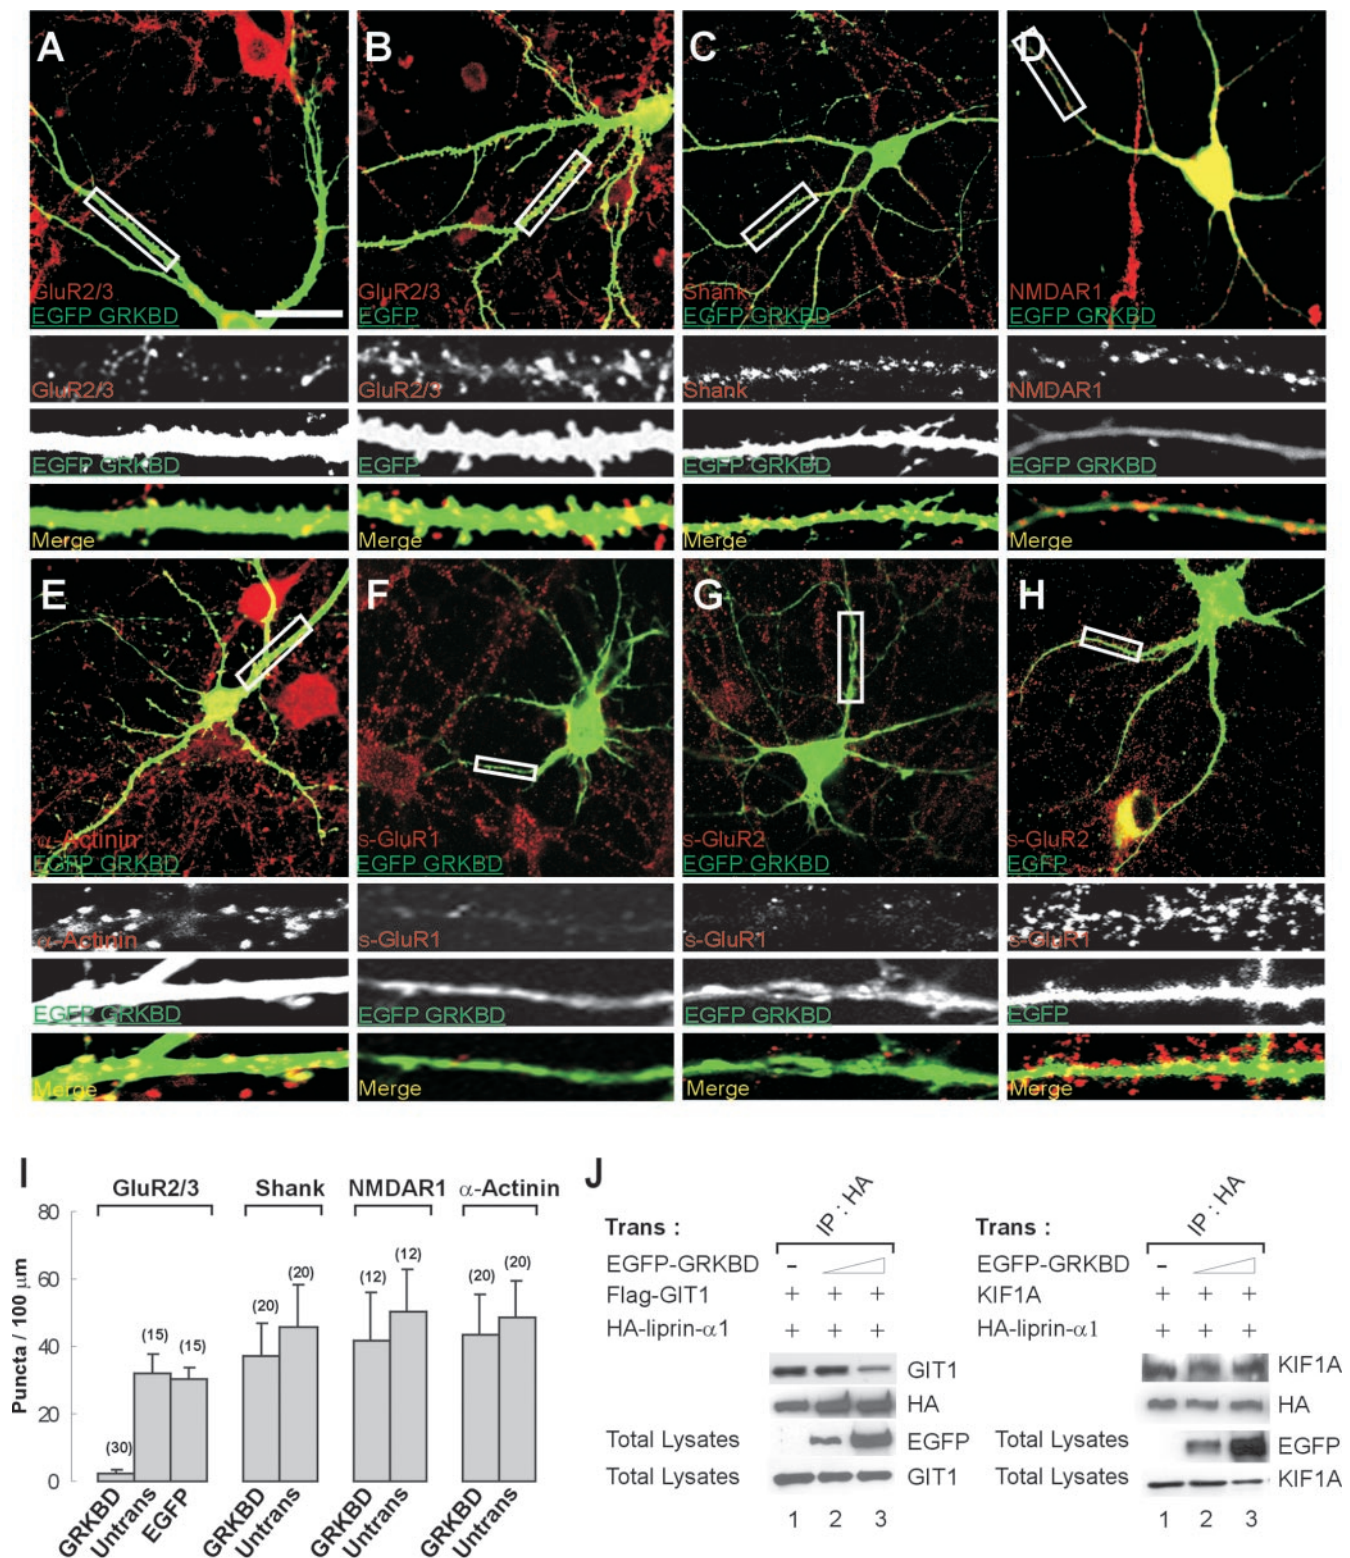 A
B
C
D
GluR2/3
EGFP GRKBD
GluR2/3
EGFP
Shank
EGFP GRKBD
NMDAR1
EGFP GRKBD
GluR2/3
GluR2/3
Shank
NMDAR1
EGFP GRKBD
EGFP
EGFP GRKBD
EGFP GRKBD
Merge
Merge
Merge
Merge
E
F
G
H
α-Actinin
EGFP GRKBD
s-GluR1
EGFP GRKBD
s-GluR2
EGFP GRKBD
s-GluR2
EGFP
α-Actinin
s-GluR1
s-GluR1
s-GluR1
EGFP GRKBD
EGFP GRKBD
EGFP GRKBD
EGFP
Merge
Merge
Merge
Merge
I
GluR2/3 Shank NMDAR1 α-Actinin
Puncta / 100 µm
80
60
40
20
0
(30)
(15)
(15)
(20)
(20)
(12)
(12)
(20)
(20)
GRKBD
Untrans
EGFP
GRKBD
Untrans
GRKBD
Untrans
GRKBD
Untrans
J
IP : HA
Trans :
EGFP-GRKBD –
Flag-GIT1 + + +
HA-liprin-α1 + + +
GIT1
HA
Total Lysates EGFP
Total Lysates GIT1
1 2 3
IP : HA
Trans :
EGFP-GRKBD –
KIF1A + + +
HA-liprin-α1 + + +
KIF1A
HA
Total Lysates EGFP
Total Lysates KIF1A
1 2 3